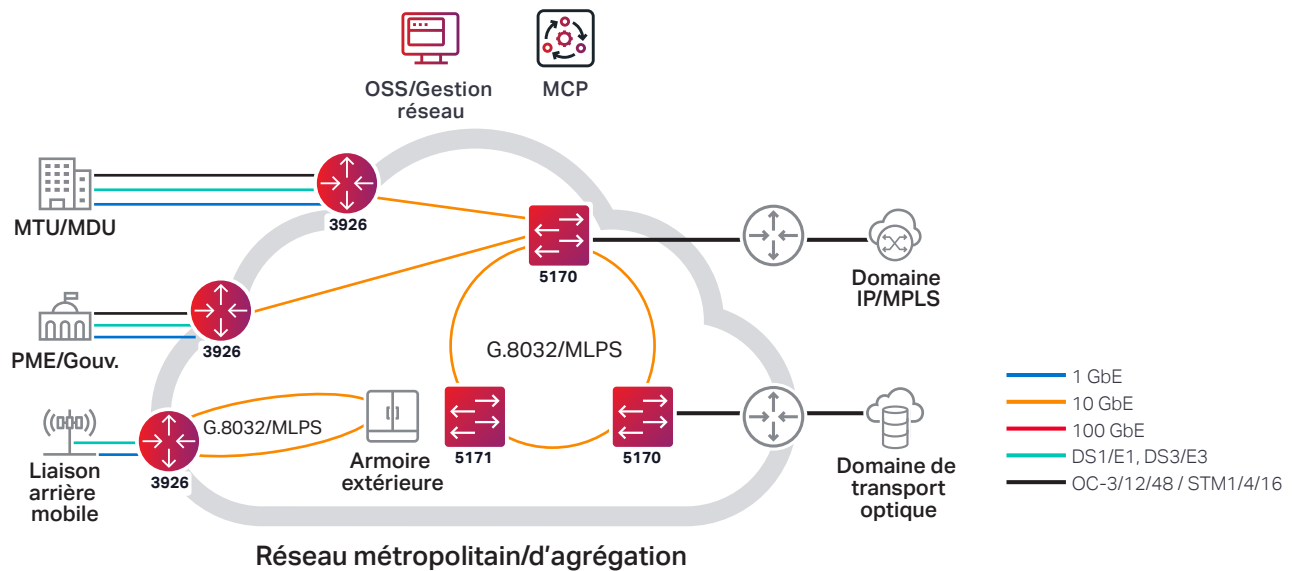 OSS/Gestion
réseau
MCP
MTU/MDU
3926
5170
Domaine
IP/MPLS
PME/Gouv.
3926
G.8032/MLPS
1 GbE
10 GbE
100 GbE
DS1/E1, DS3/E3
OC-3/12/48 / STM1/4/16
Liaison
arrière
mobile
3926
G.8032/MLPS
Armoire
extérieure
5171
5170
Domaine de
transport
optique
Réseau métropolitain/d'agrégation